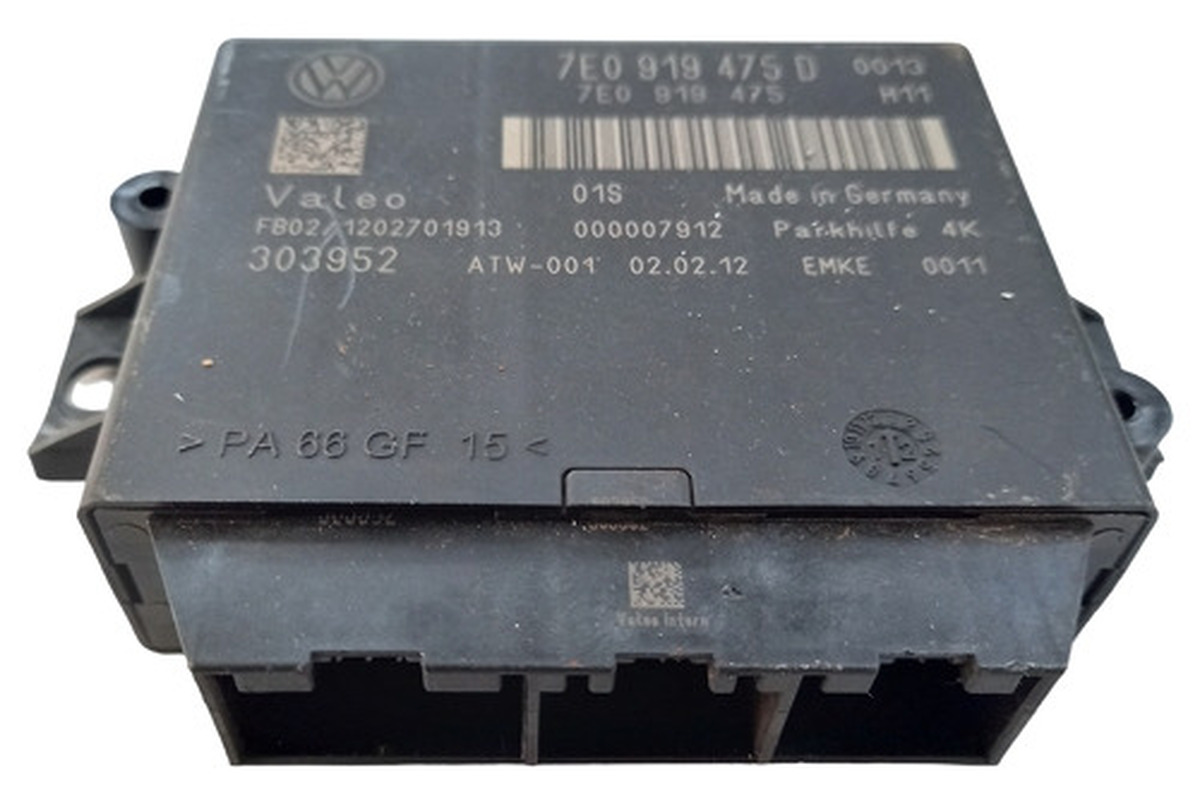 7E0 919 475 D 0013
7E0 919 475 H11
Valeo 01S Made in Germany
FB02/1202701913 000007912 Parkhilfe 4K
303952 ATW-001 02.02.12 EMKE 0011
> PA 66 GF 15 <
Valeo Intern